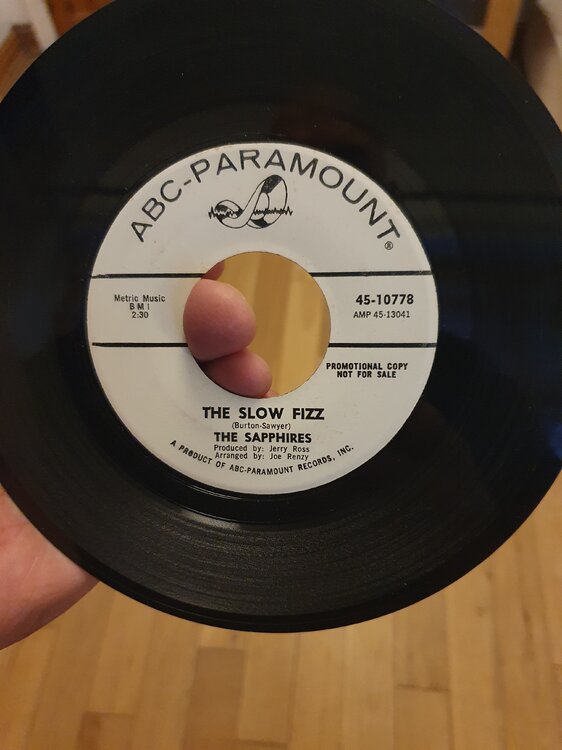 ABC-PARAMOUNT®
Metric Music
B M I
2:30
45-10778
AMP 45-13041
PROMOTIONAL COPY
NOT FOR SALE
THE SLOW FIZZ
(Burton-Sawyer)
THE SAPPHIRES
Produced by: Jerry Ross
Arranged by: Joe Renzy
A PRODUCT OF ABC-PARAMOUNT RECORDS, INC.